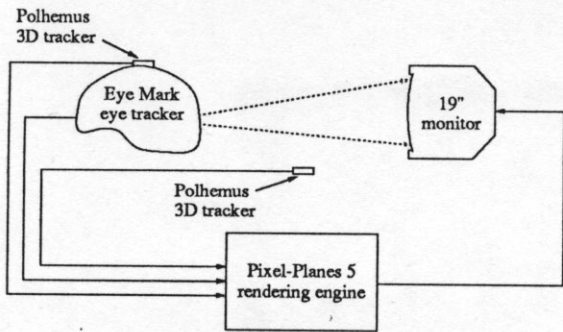 Polhemus
3D tracker
Eye Mark
eye tracker
19"
monitor
Polhemus
3D tracker
Pixel-Planes 5
rendering engine